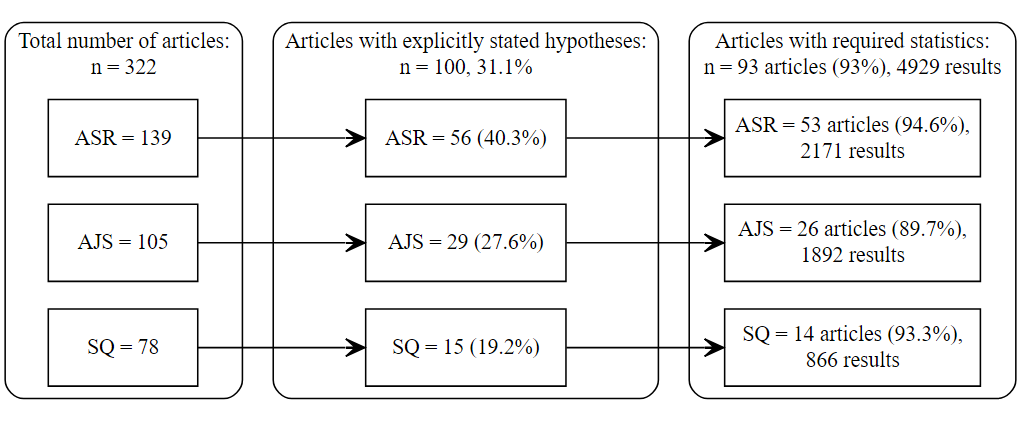 Total number of articles:
n = 322
ASR = 139
AJS = 105
SQ = 78
Articles with explicitly stated hypotheses:
n = 100, 31.1%
ASR = 56 (40.3%)
AJS = 29 (27.6%)
SQ = 15 (19.2%)
Articles with required statistics:
n = 93 articles (93%), 4929 results
ASR = 53 articles (94.6%),
2171 results
AJS = 26 articles (89.7%),
1892 results
SQ = 14 articles (93.3%),
866 results